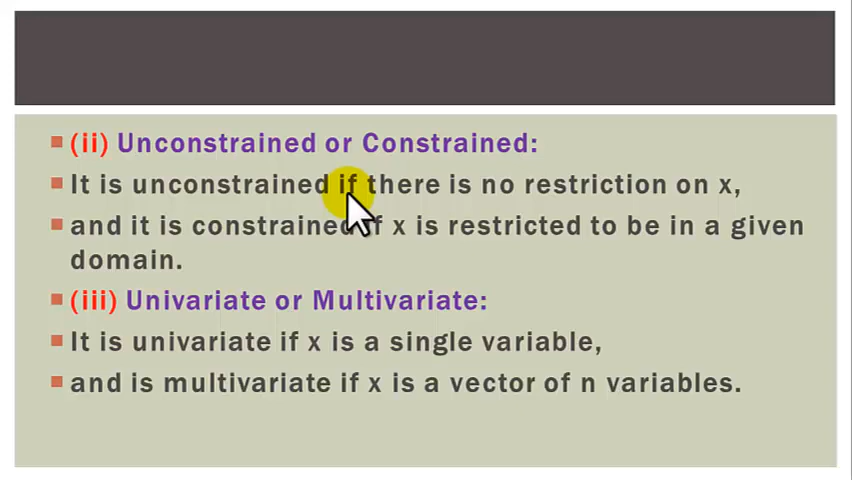 (ii) Unconstrained or Constrained:
It is unconstrained if there is no restriction on x,
and it is constrained if x is restricted to be in a given
domain.
(iii) Univariate or Multivariate:
It is univariate if x is a single variable,
and is multivariate if x is a vector of n variables.